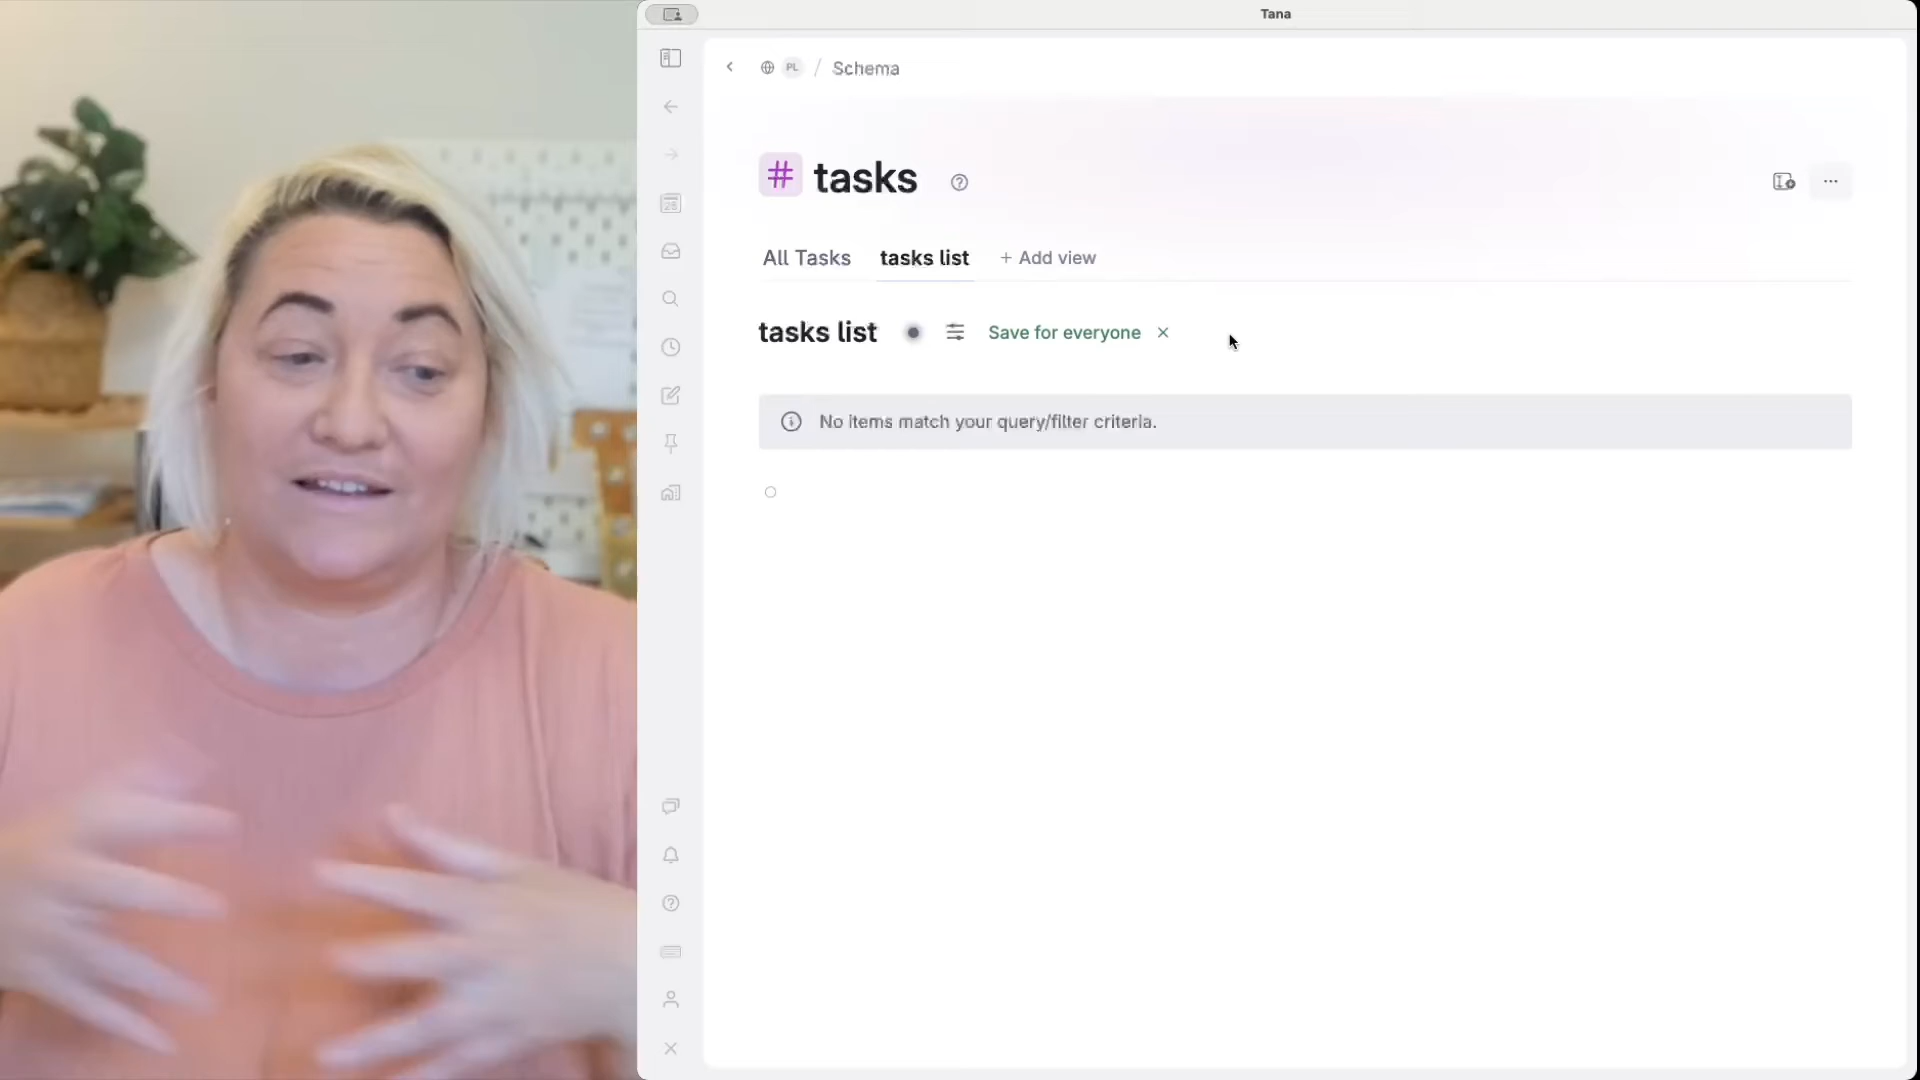 Tana
PL / Schema
# tasks
All Tasks tasks list + Add view
tasks list Save for everyone
No items match your query/filter criteria.